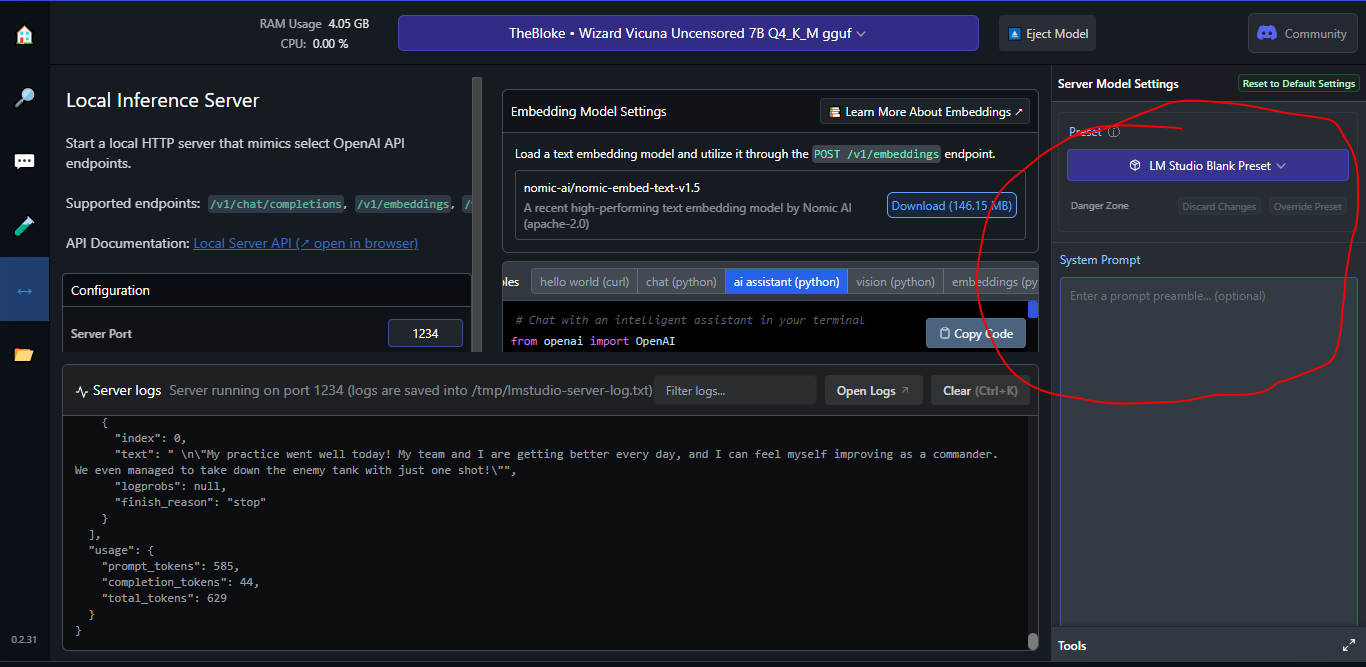 RAM Usage 4.05 GB
CPU: 0.00 %
TheBloke • Wizard Vicuna Uncensored 7B Q4_K_M gguf
Eject Model
Community
Local Inference Server
Start a local HTTP server that mimics select OpenAI API
endpoints.
Supported endpoints: /v1/chat/completions, /v1/embeddings,
API Documentation: Local Server API (↗ open in browser)
Configuration
Server Port
1234
Embedding Model Settings
Learn More About Embeddings ↗
Load a text embedding model and utilize it through the POST /v1/embeddings endpoint.
nomic-ai/nomic-embed-text-v1.5
A recent high-performing text embedding model by Nomic AI
(apache-2.0)
Download (146.15 MB)
ples
hello world (curl)
chat (python)
ai assistant (python)
vision (python)
embeddings (py
# Chat with an intelligent assistant in your terminal
from openai import OpenAI
Copy Code
Server logs
Server running on port 1234 (logs are saved into /tmp/lmstudio-server-log.txt)
Filter logs...
Open Logs ↗
Clear (Ctrl+K)
{
"index": 0,
"text": " \n\"My practice went well today! My team and I are getting better every day, and I can feel myself improving as a commander.
We even managed to take down the enemy tank with just one shot!\"",
"logprobs": null,
"finish_reason": "stop"
}
],
"usage": {
"prompt_tokens": 585,
"completion_tokens": 44,
"total_tokens": 629
}
}
0.2.31
Server Model Settings
Reset to Default Settings
Preset
LM Studio Blank Preset
Danger Zone
Discard Changes
Override Preset
System Prompt
Enter a prompt preamble... (optional)
Tools